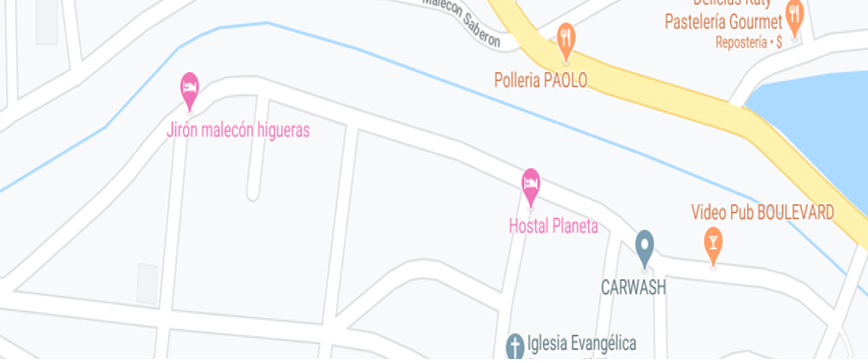 Malecón Saberon
Delicias Katy
Pastelería Gourmet
Repostería • $
Polleria PAOLO
Jirón malecón higueras
Hostal Planeta
Video Pub BOULEVARD
CARWASH
Iglesia Evangélica